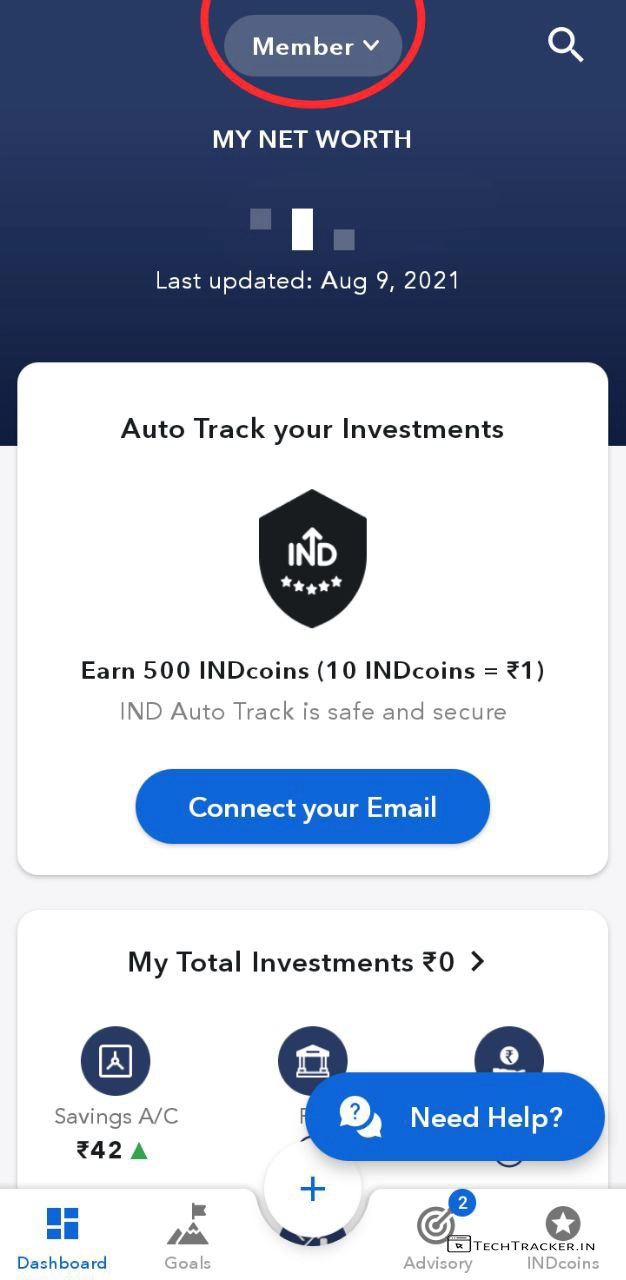 Member
MY NET WORTH
Last updated: Aug 9, 2021
Auto Track your Investments
IND
Earn 500 INDcoins (10 INDcoins = ₹1)
IND Auto Track is safe and secure
Connect your Email
My Total Investments ₹0
₹
Savings A/C
₹42
? Need Help?
2
Dashboard
Goals
Advisory
INDcoins
TECHTRACKER.IN